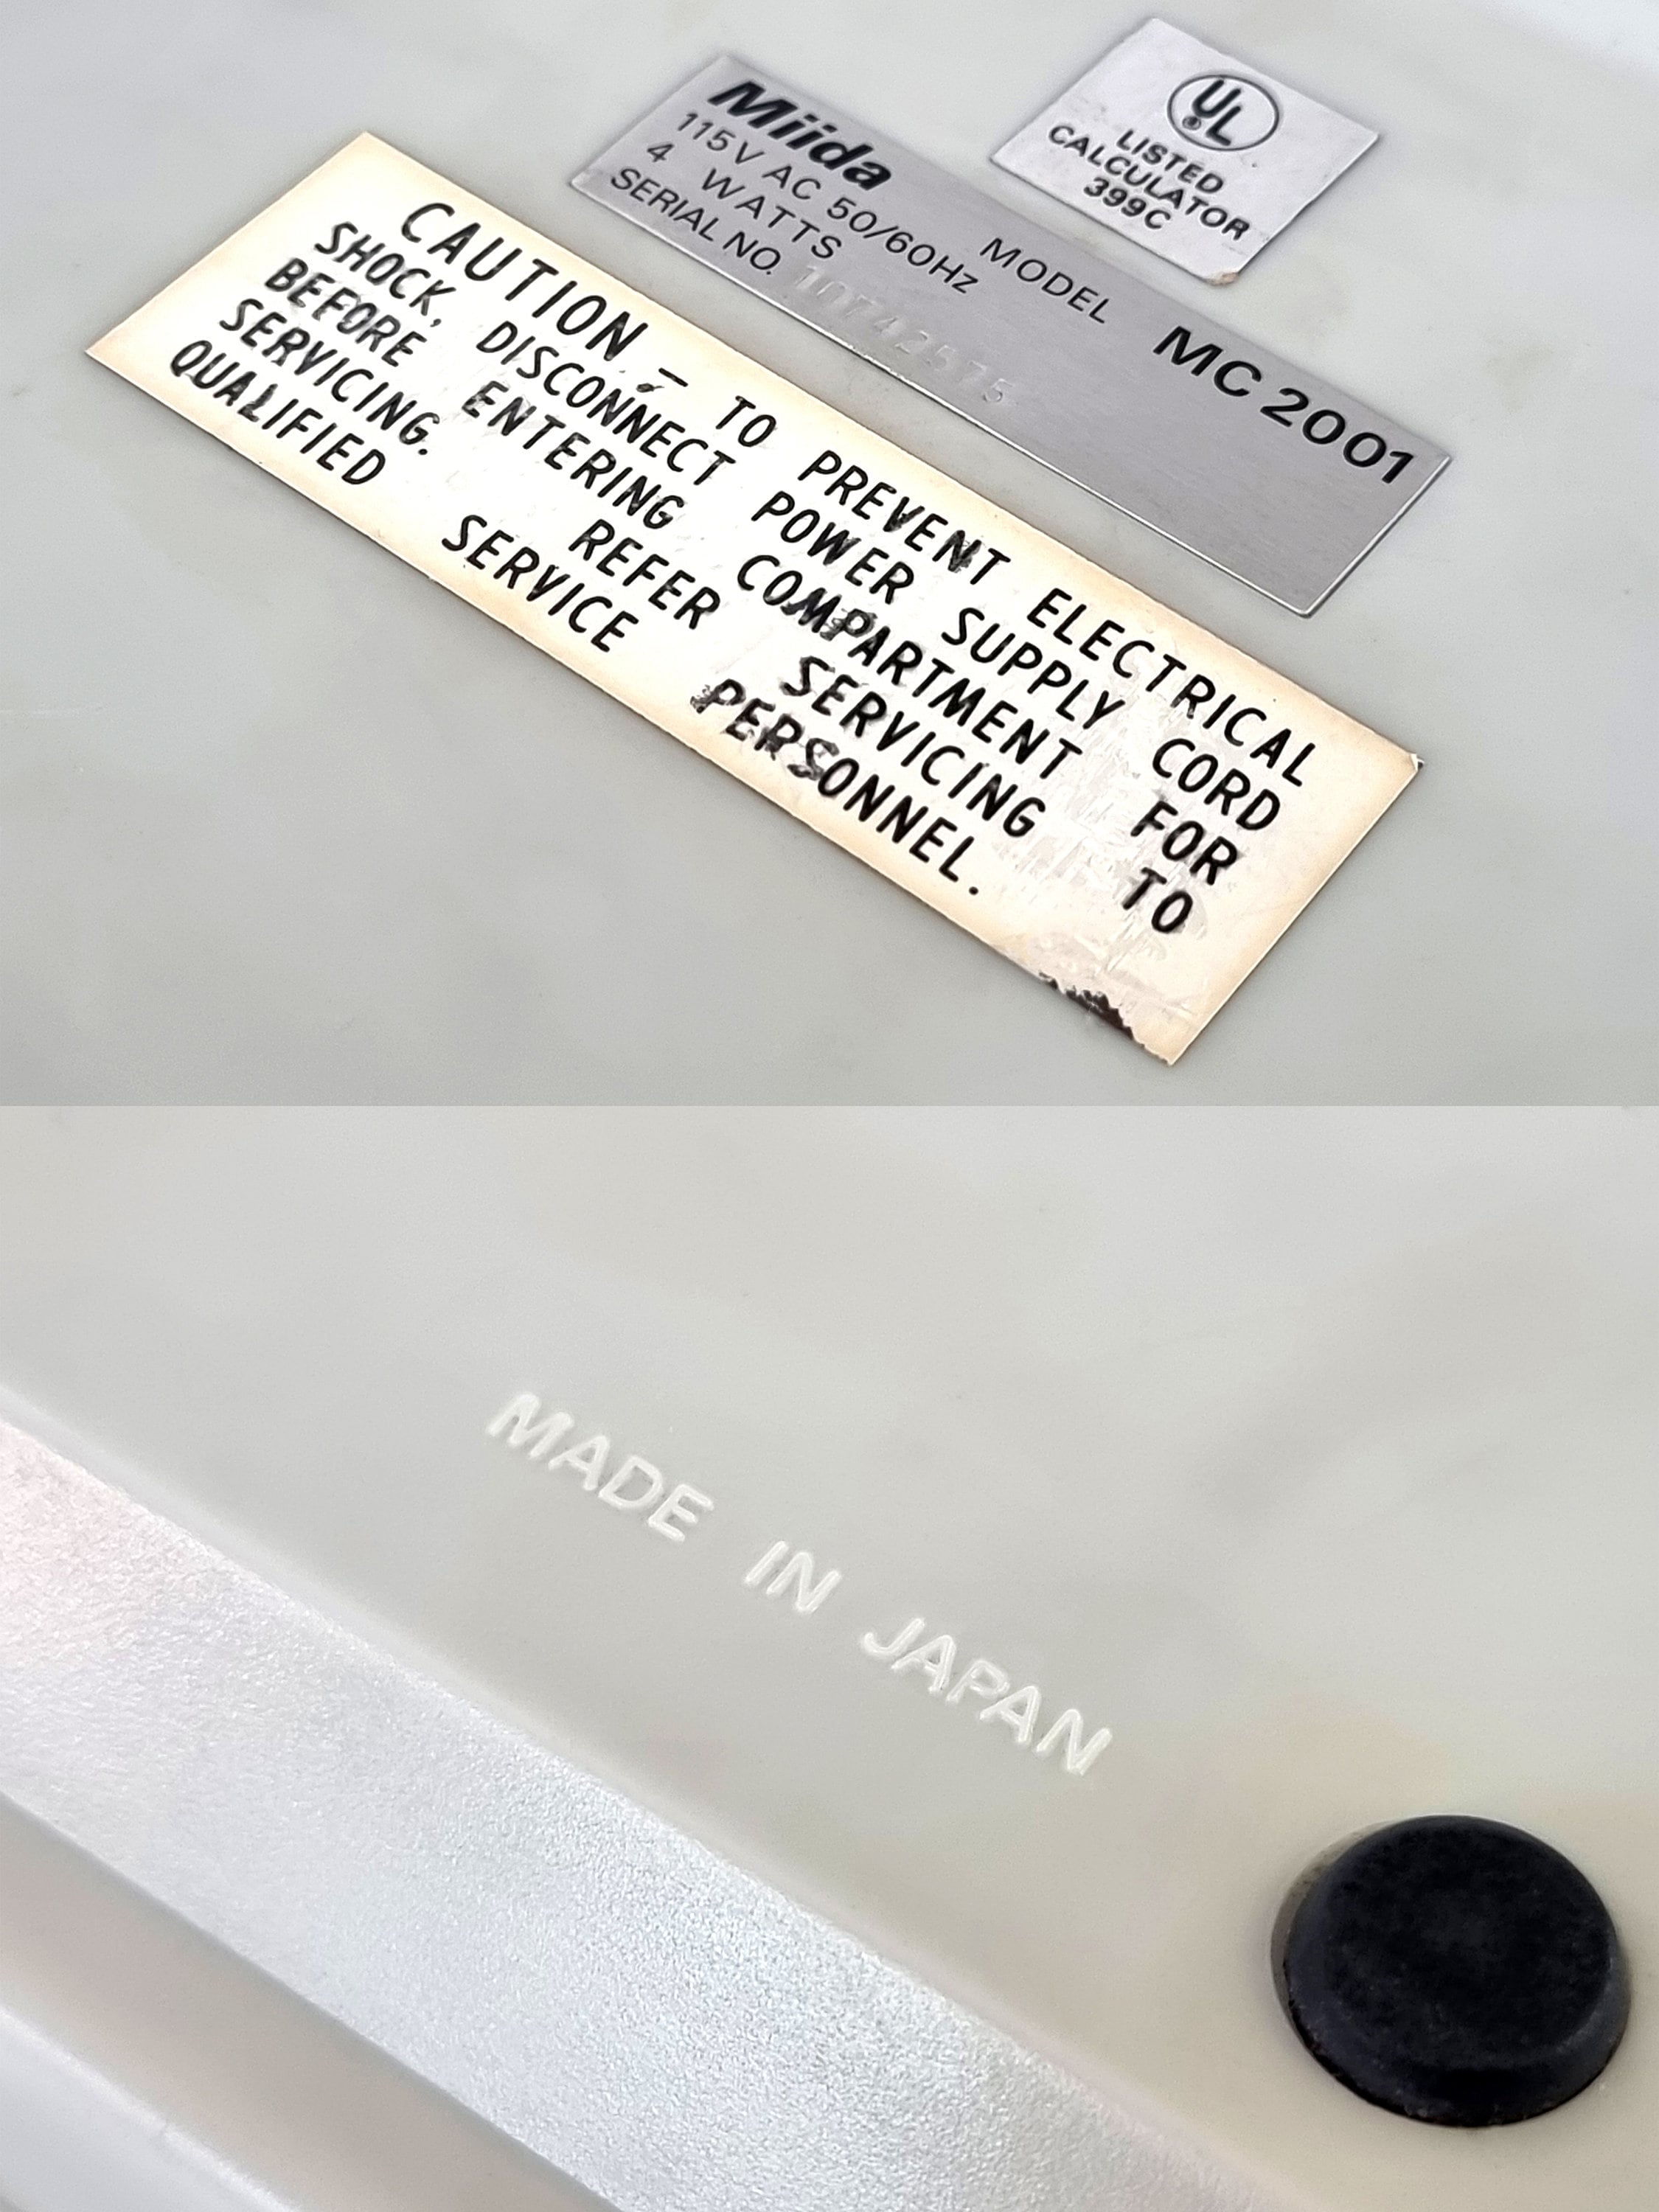 UL
®
LISTED
CALCULATOR
399C
Miida
115V AC 50/60Hz MODEL MC 2001
4 WATTS
SERIAL NO.
CAUTION – TO PREVENT ELECTRICAL
SHOCK, DISCONNECT POWER SUPPLY CORD
BEFORE ENTERING COMPARTMENT FOR
SERVICING. REFER SERVICING TO
QUALIFIED SERVICE PERSONNEL.
MADE IN JAPAN